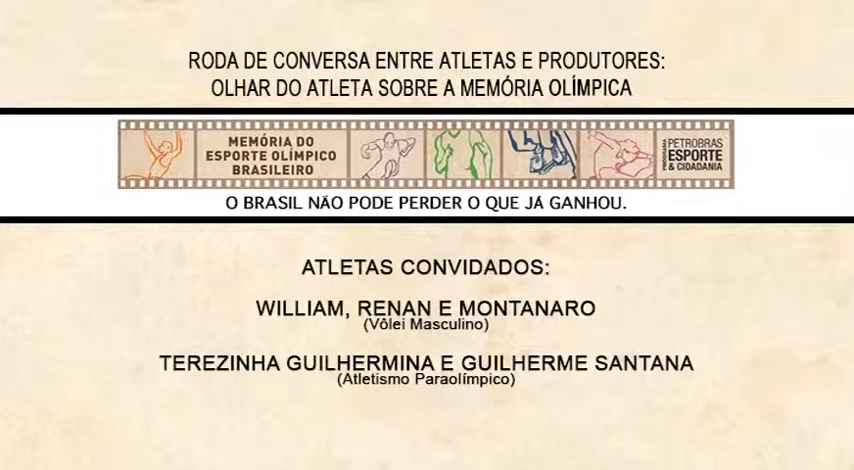 RODA DE CONVERSA ENTRE ATLETAS E PRODUTORES:
OLHAR DO ATLETA SOBRE A MEMÓRIA OLÍMPICA
MEMÓRIA DO
ESPORTE OLÍMPICO
BRASILEIRO
PROGRAMA
PETROBRAS
ESPORTE
& CIDADANIA
O BRASIL NÃO PODE PERDER O QUE JÁ GANHOU.
ATLETAS CONVIDADOS:
WILLIAM, RENAN E MONTANARO
(Vôlei Masculino)
TEREZINHA GUILHERMINA E GUILHERME SANTANA
(Atletismo Paraolímpico)